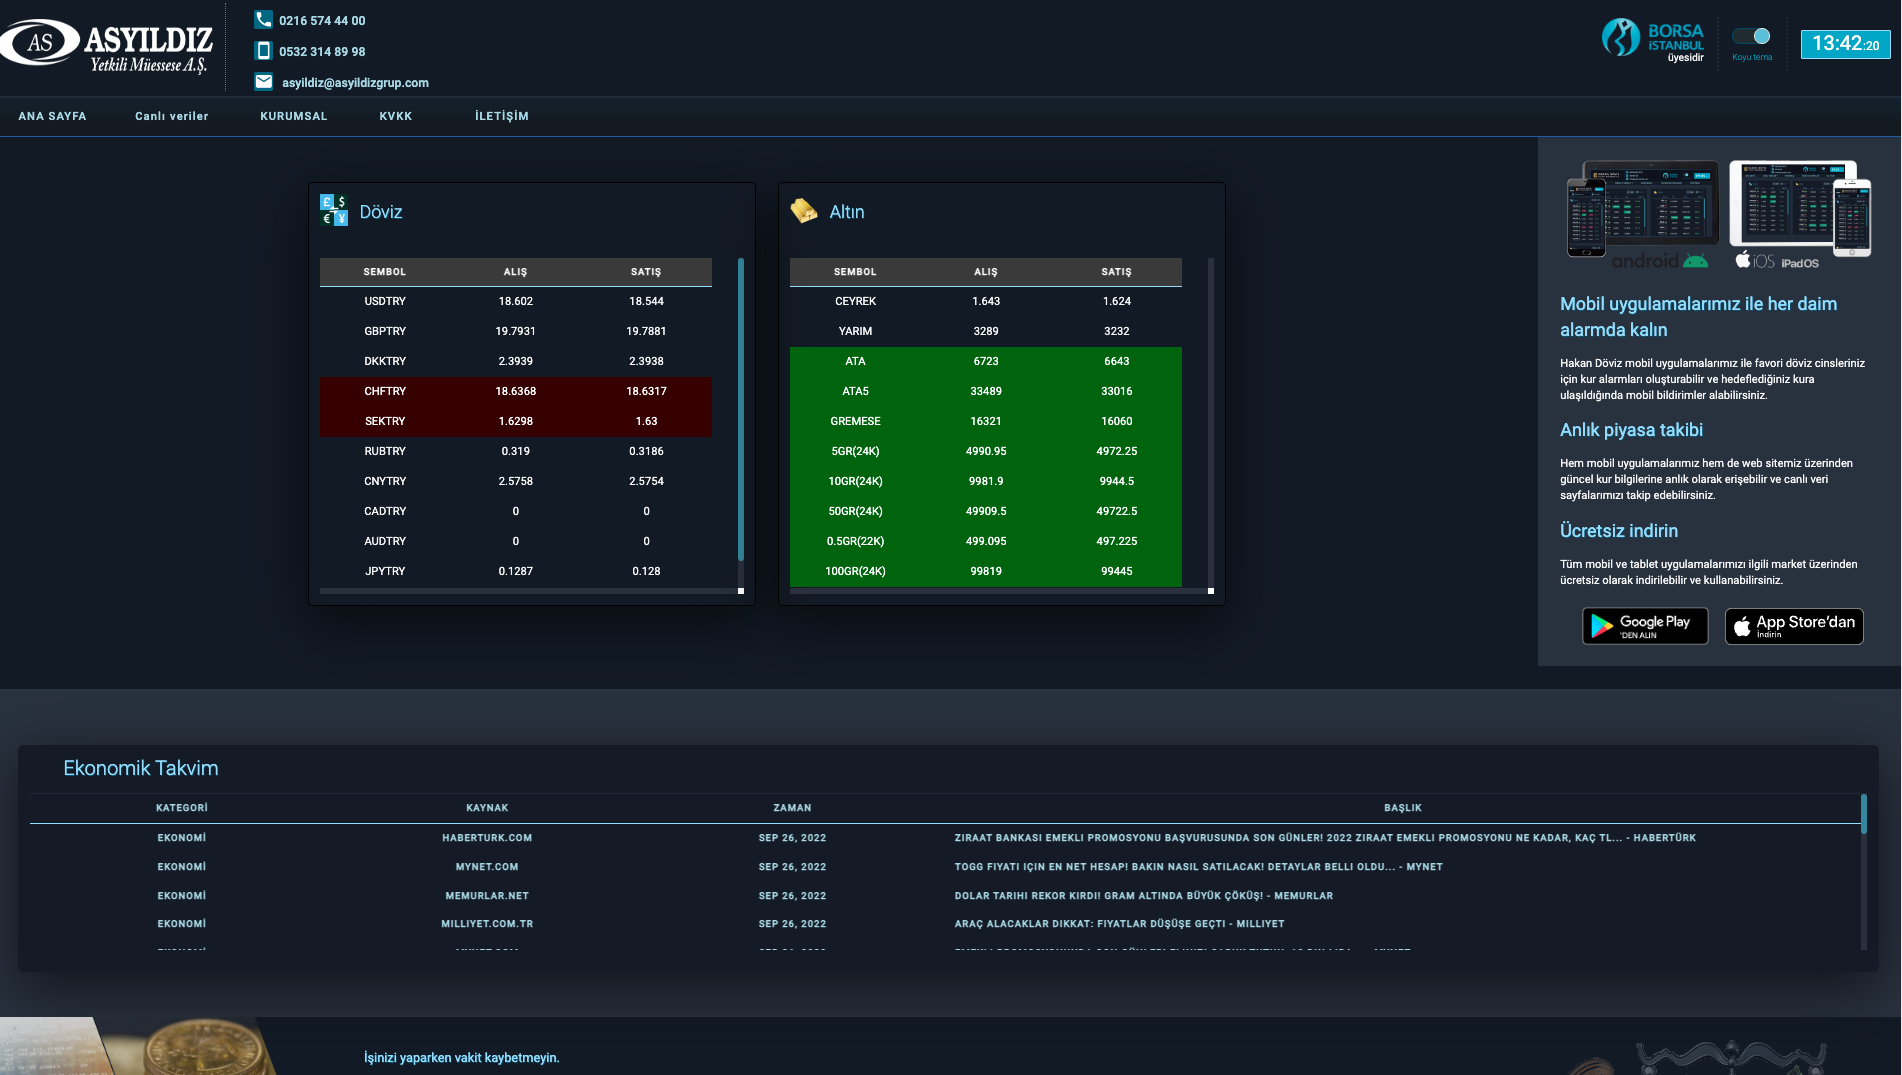 AS ASYILDIZ
Yetkili Müessese A.Ş.
0216 574 44 00
0532 314 89 98
asyildiz@asyildizgrup.com
BORSA
İSTANBUL
üyesidir
Koyu tema
13:42:20
ANA SAYFA Canlı veriler KURUMSAL KVKK İLETİŞİM
Döviz
SEMBOL ALIŞ SATIŞ
USDTRY 18.602 18.544
GBPTRY 19.7931 19.7881
DKKTRY 2.3939 2.3938
CHFTRY 18.6368 18.6317
SEKTRY 1.6298 1.63
RUBTRY 0.319 0.3186
CNYTRY 2.5758 2.5754
CADTRY 0 0
AUDTRY 0 0
JPYTRY 0.1287 0.128
Altın
SEMBOL ALIŞ SATIŞ
CEYREK 1.643 1.624
YARIM 3289 3232
ATA 6723 6643
ATA5 33489 33016
GREMESE 16321 16060
5GR(24K) 4990.95 4972.25
10GR(24K) 9981.9 9944.5
50GR(24K) 49909.5 49722.5
0.5GR(22K) 499.095 497.225
100GR(24K) 99819 99445
android iOS iPadOS
Mobil uygulamalarımız ile her daim
alarmda kalın
Hakan Döviz mobil uygulamalarımız ile favori döviz cinsleriniz
için kur alarmları oluşturabilir ve hedeflediğiniz kura
ulaşıldığında mobil bildirimler alabilirsiniz.
Anlık piyasa takibi
Hem mobil uygulamalarımız hem de web sitemiz üzerinden
güncel kur bilgilerine anlık olarak erişebilir ve canlı veri
sayfalarımızı takip edebilirsiniz.
Ücretsiz indirin
Tüm mobil ve tablet uygulamalarımızı ilgili market üzerinden
ücretsiz olarak indirilebilir ve kullanabilirsiniz.
Google Play
'DEN ALIN
App Store'dan
İndirin
Ekonomik Takvim
KATEGORİ KAYNAK ZAMAN BAŞLIK
EKONOMİ HABERTURK.COM SEP 26, 2022 ZIRAAT BANKASI EMEKLI PROMOSYONU BAŞVURUSUNDA SON GÜNLER! 2022 ZIRAAT EMEKLI PROMOSYONU NE KADAR, KAÇ TL... - HABERTÜRK
EKONOMİ MYNET.COM SEP 26, 2022 TOGG FIYATI IÇIN EN NET HESAP! BAKIN NASIL SATILACAK! DETAYLAR BELLI OLDU... - MYNET
EKONOMİ MEMURLAR.NET SEP 26, 2022 DOLAR TARIHI REKOR KIRDI! GRAM ALTINDA BÜYÜK ÇÖKÜŞ! - MEMURLAR
EKONOMİ MILLIYET.COM.TR SEP 26, 2022 ARAÇ ALACAKLAR DIKKAT: FIYATLAR DÜŞÜŞE GEÇTI - MILLIYET
İşinizi yaparken vakit kaybetmeyin.